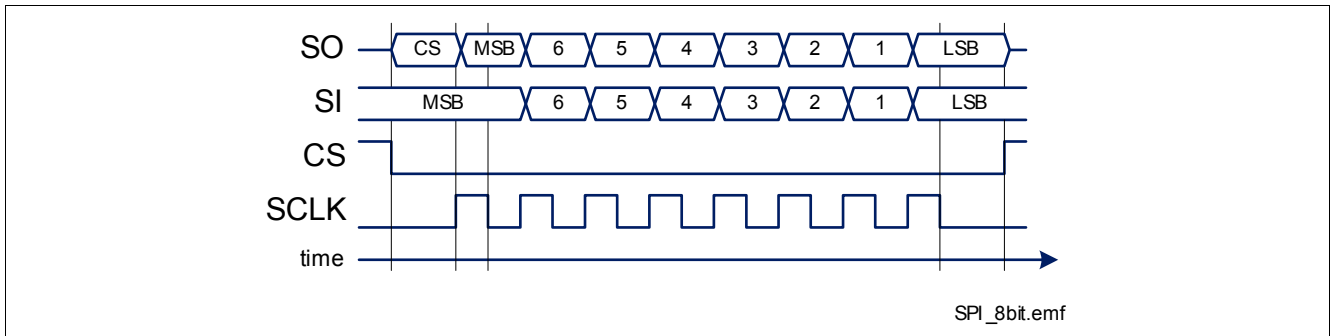 SO CS MSB 6 5 4 3 2 1 LSB
SI MSB 6 5 4 3 2 1 LSB
CS
SCLK
time
SPI_8bit.emf